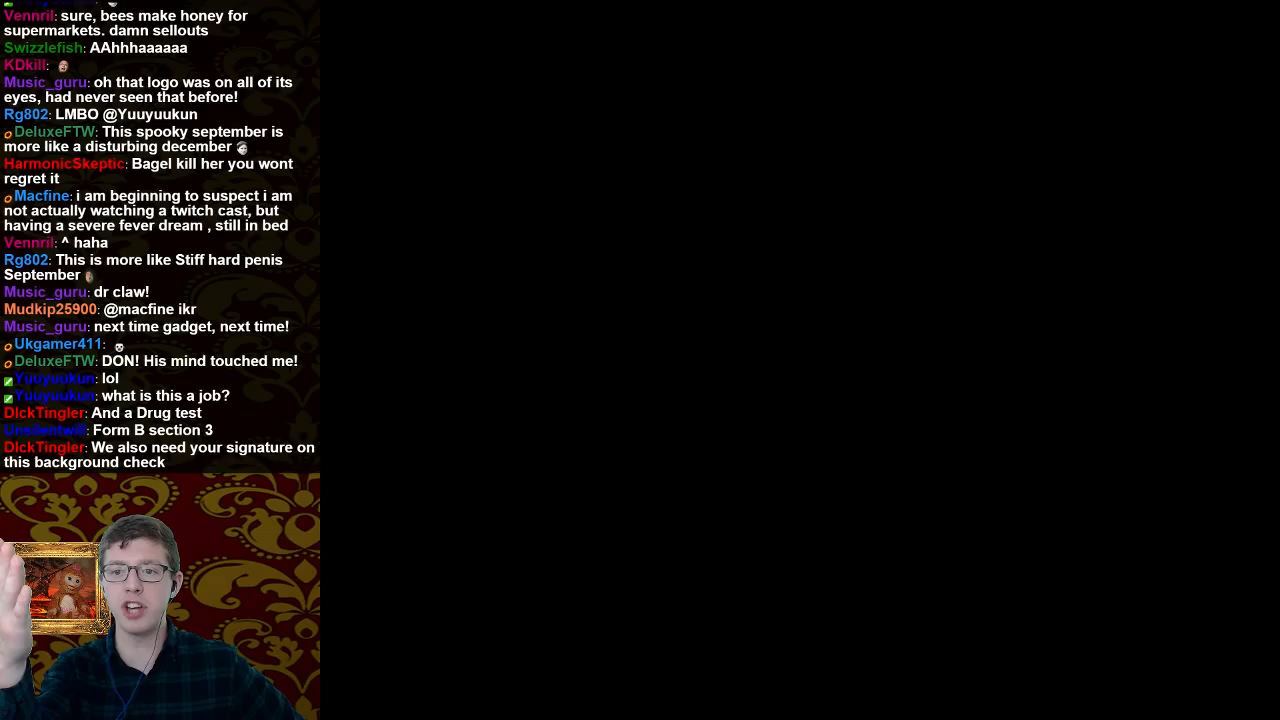 Vennril: sure, bees make honey for
supermarkets. damn sellouts
Swizzlefish: AAhhhaaaaaa
KDkill:
Music_guru: oh that logo was on all of its
eyes, had never seen that before!
Rg802: LMBO @Yuuyuukun
DeluxeFTW: This spooky september is
more like a disturbing december
HarmonicSkeptic: Bagel kill her you wont
regret it
Macfine: i am beginning to suspect i am
not actually watching a twitch cast, but
having a severe fever dream , still in bed
Vennril: ^ haha
Rg802: This is more like Stiff hard penis
September
Music_guru: dr claw!
Mudkip25900: @macfine ikr
Music_guru: next time gadget, next time!
Ukgamer411:
DeluxeFTW: DON! His mind touched me!
Yuuyuukun: lol
Yuuyuukun: what is this a job?
DIckTingler: And a Drug test
Unsilentwill: Form B section 3
DIckTingler: We also need your signature on
this background check